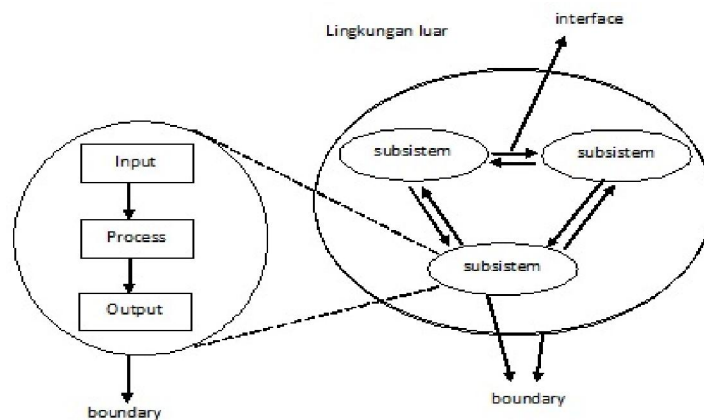 interface
Lingkungan luar
subsistem
subsistem
subsistem
boundary
Input
Process
Output
boundary